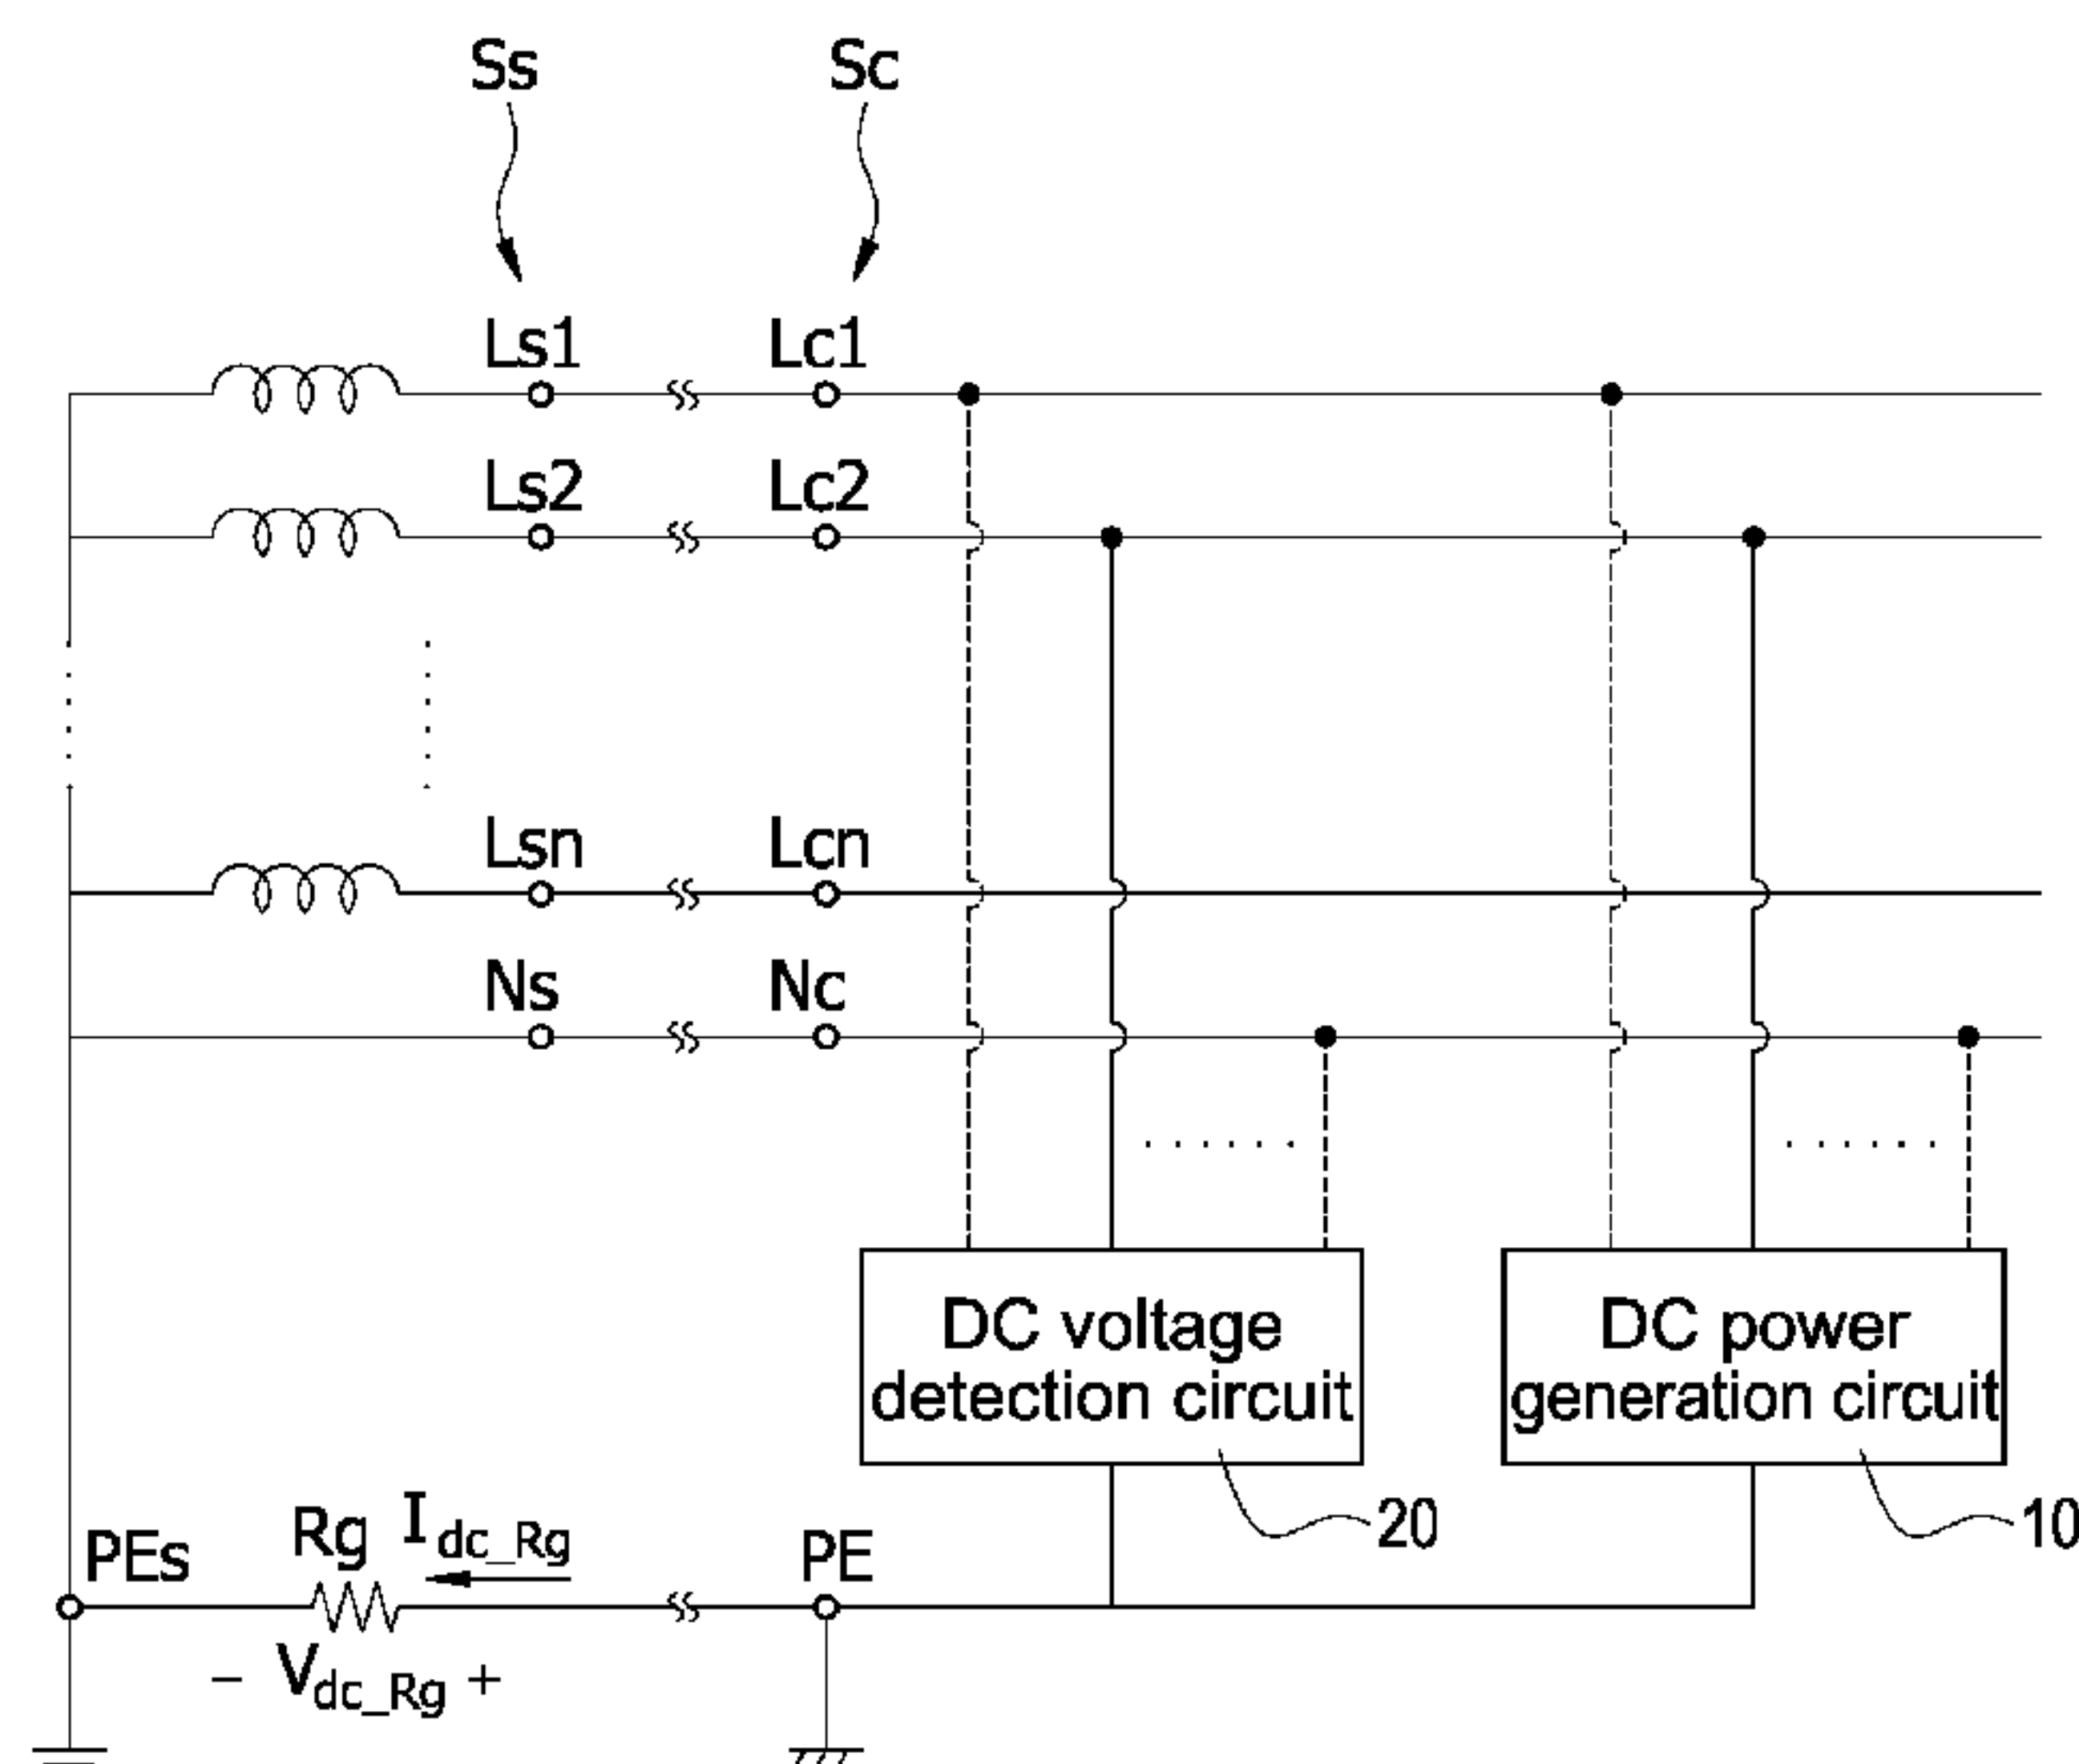 Ss Sc
Ls1 Lc1
Ls2 Lc2
Lsn Lcn
Ns Nc
DC voltage
detection circuit
DC power
generation circuit
20
10
PEs Rg I dc_Rg PE
- Vdc_Rg +